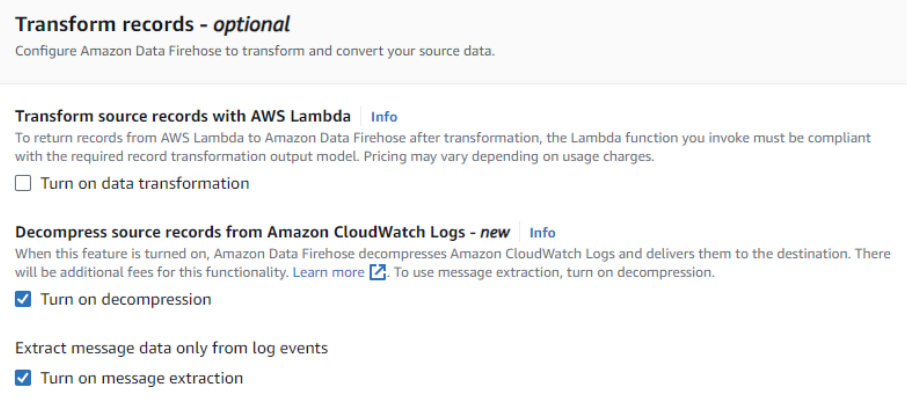 Transform records - optional
Configure Amazon Data Firehose to transform and convert your source data.
Transform source records with AWS Lambda Info
To return records from AWS Lambda to Amazon Data Firehose after transformation, the Lambda function you invoke must be compliant
with the required record transformation output model. Pricing may vary depending on usage charges.
Turn on data transformation
Decompress source records from Amazon CloudWatch Logs - new Info
When this feature is turned on, Amazon Data Firehose decompresses Amazon CloudWatch Logs and delivers them to the destination. There
will be additional fees for this functionality. Learn more. To use message extraction, turn on decompression.
Turn on decompression
Extract message data only from log events
Turn on message extraction